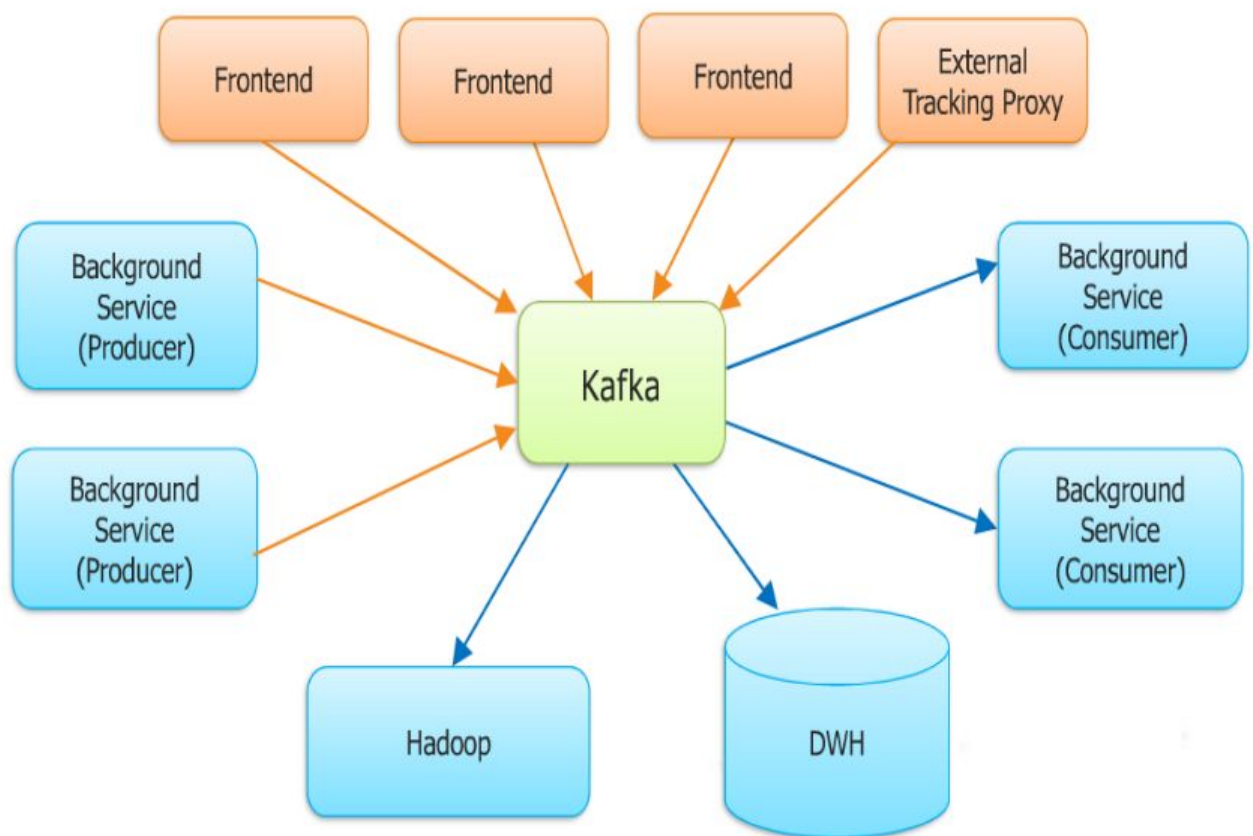 Frontend
Frontend
Frontend
External
Tracking Proxy
Background
Service
(Producer)
Kafka
Background
Service
(Consumer)
Background
Service
(Producer)
Background
Service
(Consumer)
Hadoop
DWH